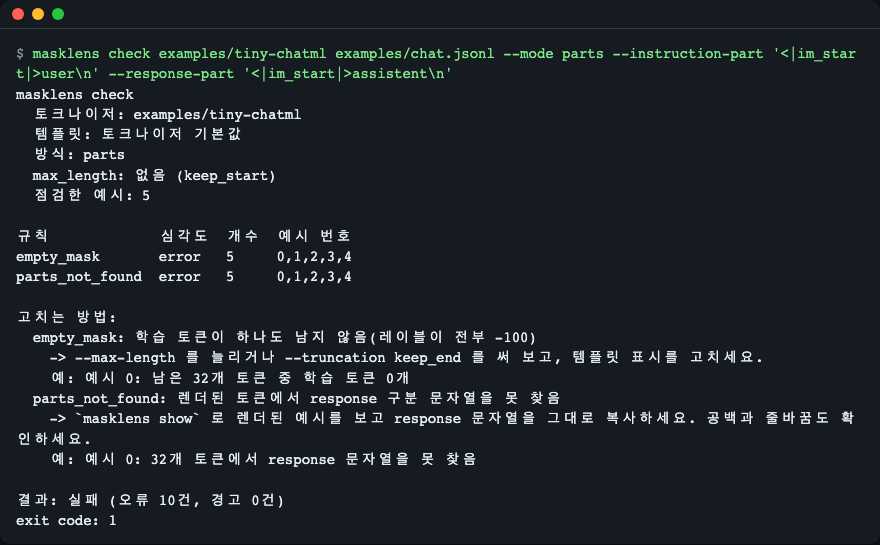 $ masklens check examples/tiny-chatml examples/chat.jsonl --mode parts --instruction-part '<|im_star
t|>user\n' --response-part '<|im_start|>assistent\n'
masklens check
토크나이저: examples/tiny-chatml
템플릿: 토크나이저 기본값
방식: parts
max_length: 없음 (keep_start)
점검한 예시: 5
규칙 심각도 개수 예시 번호
empty_mask error 5 0,1,2,3,4
parts_not_found error 5 0,1,2,3,4
고치는 방법:
empty_mask: 학습 토큰이 하나도 남지 않음(레이블이 전부 -100)
-> --max-length 를 늘리거나 --truncation keep_end 를 써 보고, 템플릿 표시를 고치세요.
예: 예시 0: 남은 32개 토큰 중 학습 토큰 0개
parts_not_found: 렌더된 토큰에서 response 구분 문자열을 못 찾음
-> `masklens show` 로 렌더된 예시를 보고 response 문자열을 그대로 복사하세요. 공백과 줄바꿈도 확
인하세요.
예: 예시 0: 32개 토큰에서 response 문자열을 못 찾음
결과: 실패 (오류 10건, 경고 0건)
exit code: 1